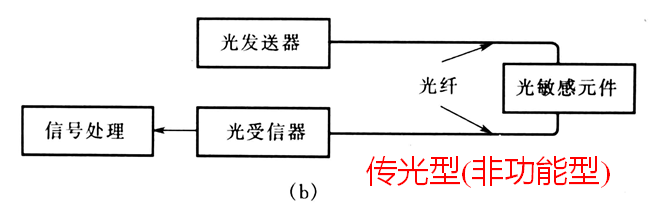 光发送器
光纤
光敏感元件
信号处理
光受信器
传光型(非功能型)
(b)